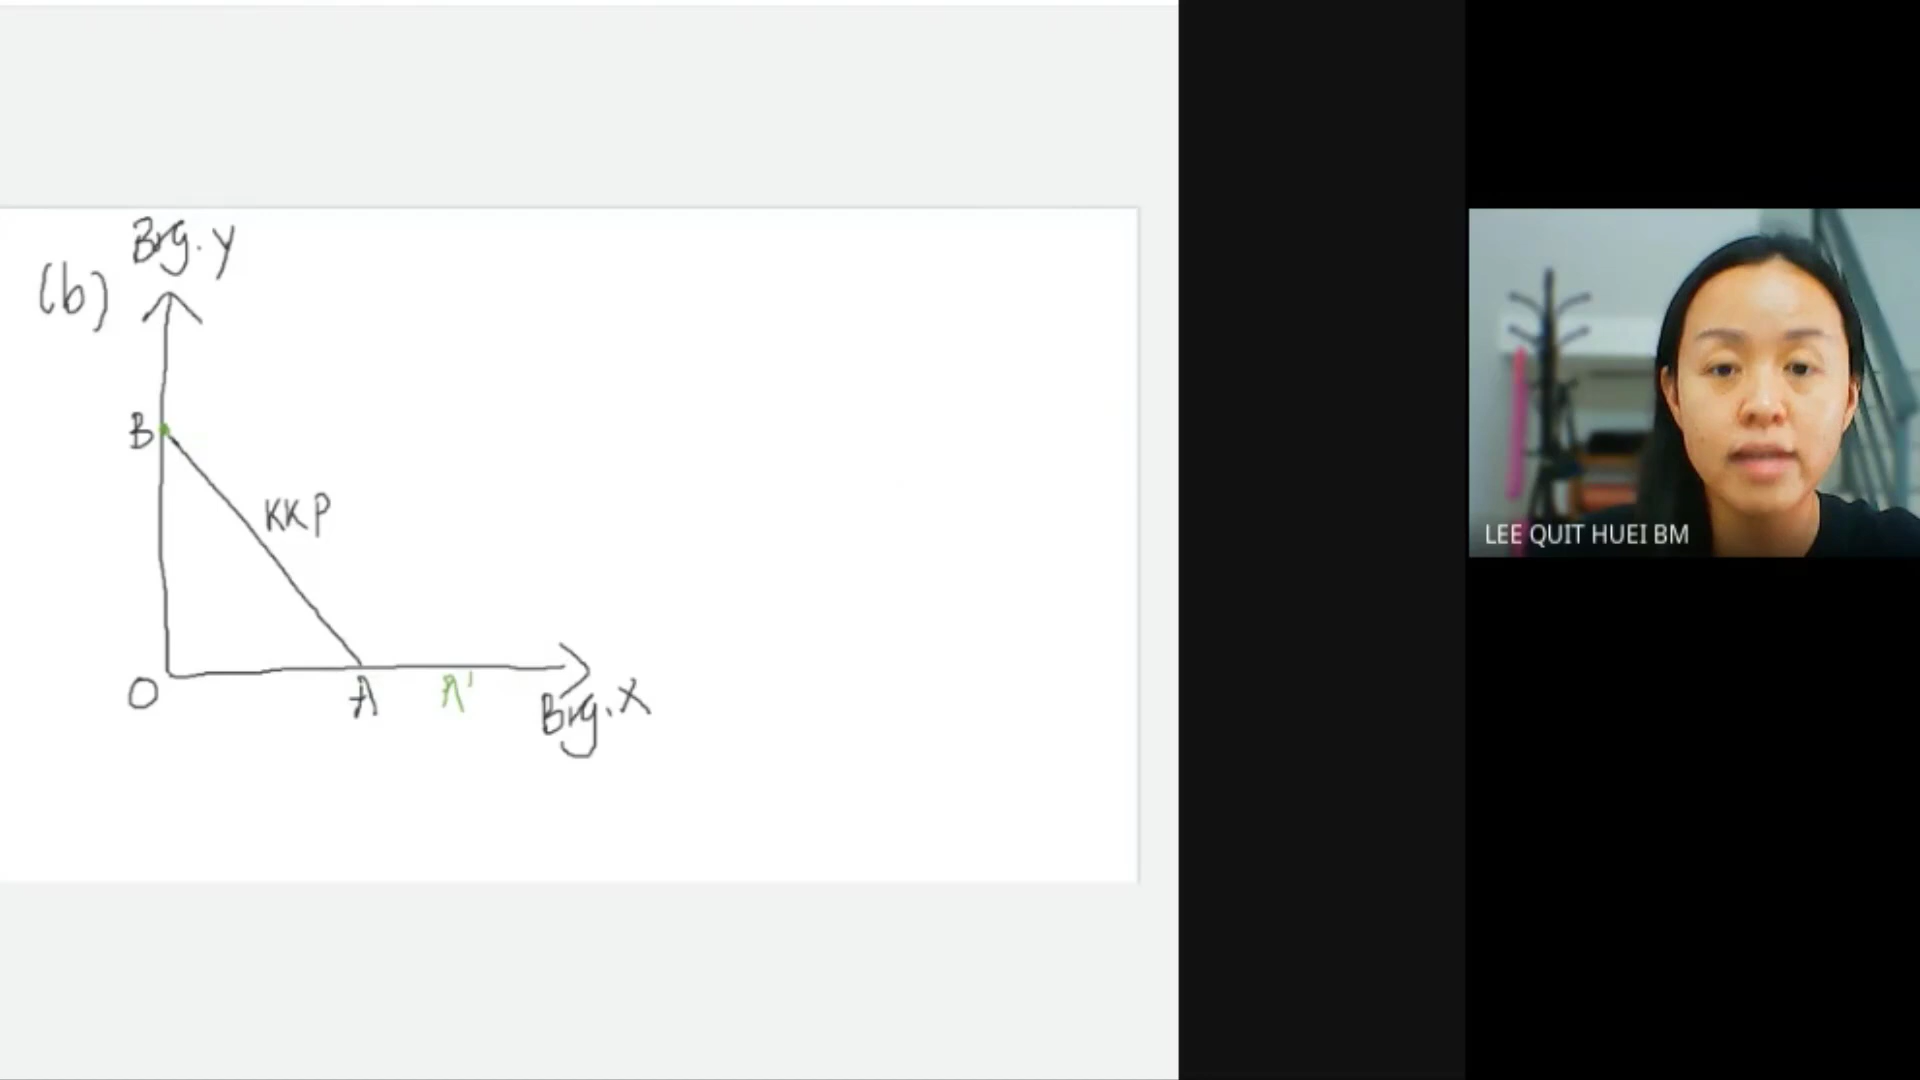 Brg. y
(b)
B
KKP
O
A
A'
Brg. X
LEE QUIT HUEI BM